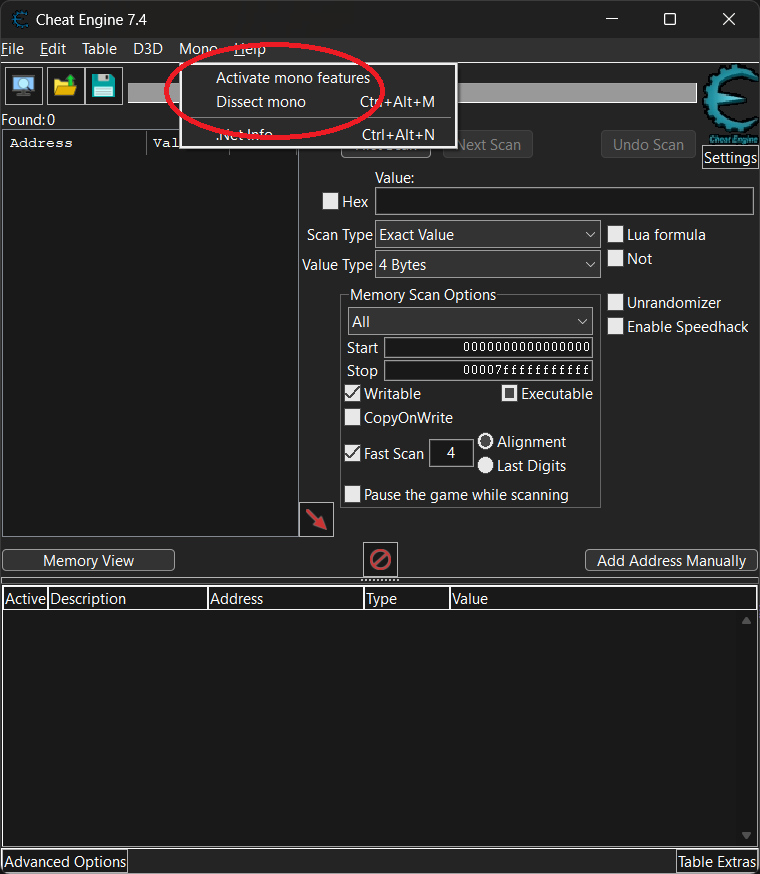 Cheat Engine 7.4
File Edit Table D3D Mono Help
Activate mono features
Dissect mono Ctrl+Alt+M
.Net Info Ctrl+Alt+N
Cheat Engine
Settings
Found:0
Address
Next Scan Undo Scan
Value:
Hex
Scan Type Exact Value Lua formula
Value Type 4 Bytes Not
Memory Scan Options
All Unrandomizer
Enable Speedhack
Start 0000000000000000
Stop 00007fffffffffff
Writable Executable
CopyOnWrite
Fast Scan 4 Alignment
Last Digits
Pause the game while scanning
Memory View Add Address Manually
Active Description Address Type Value
Advanced Options Table Extras